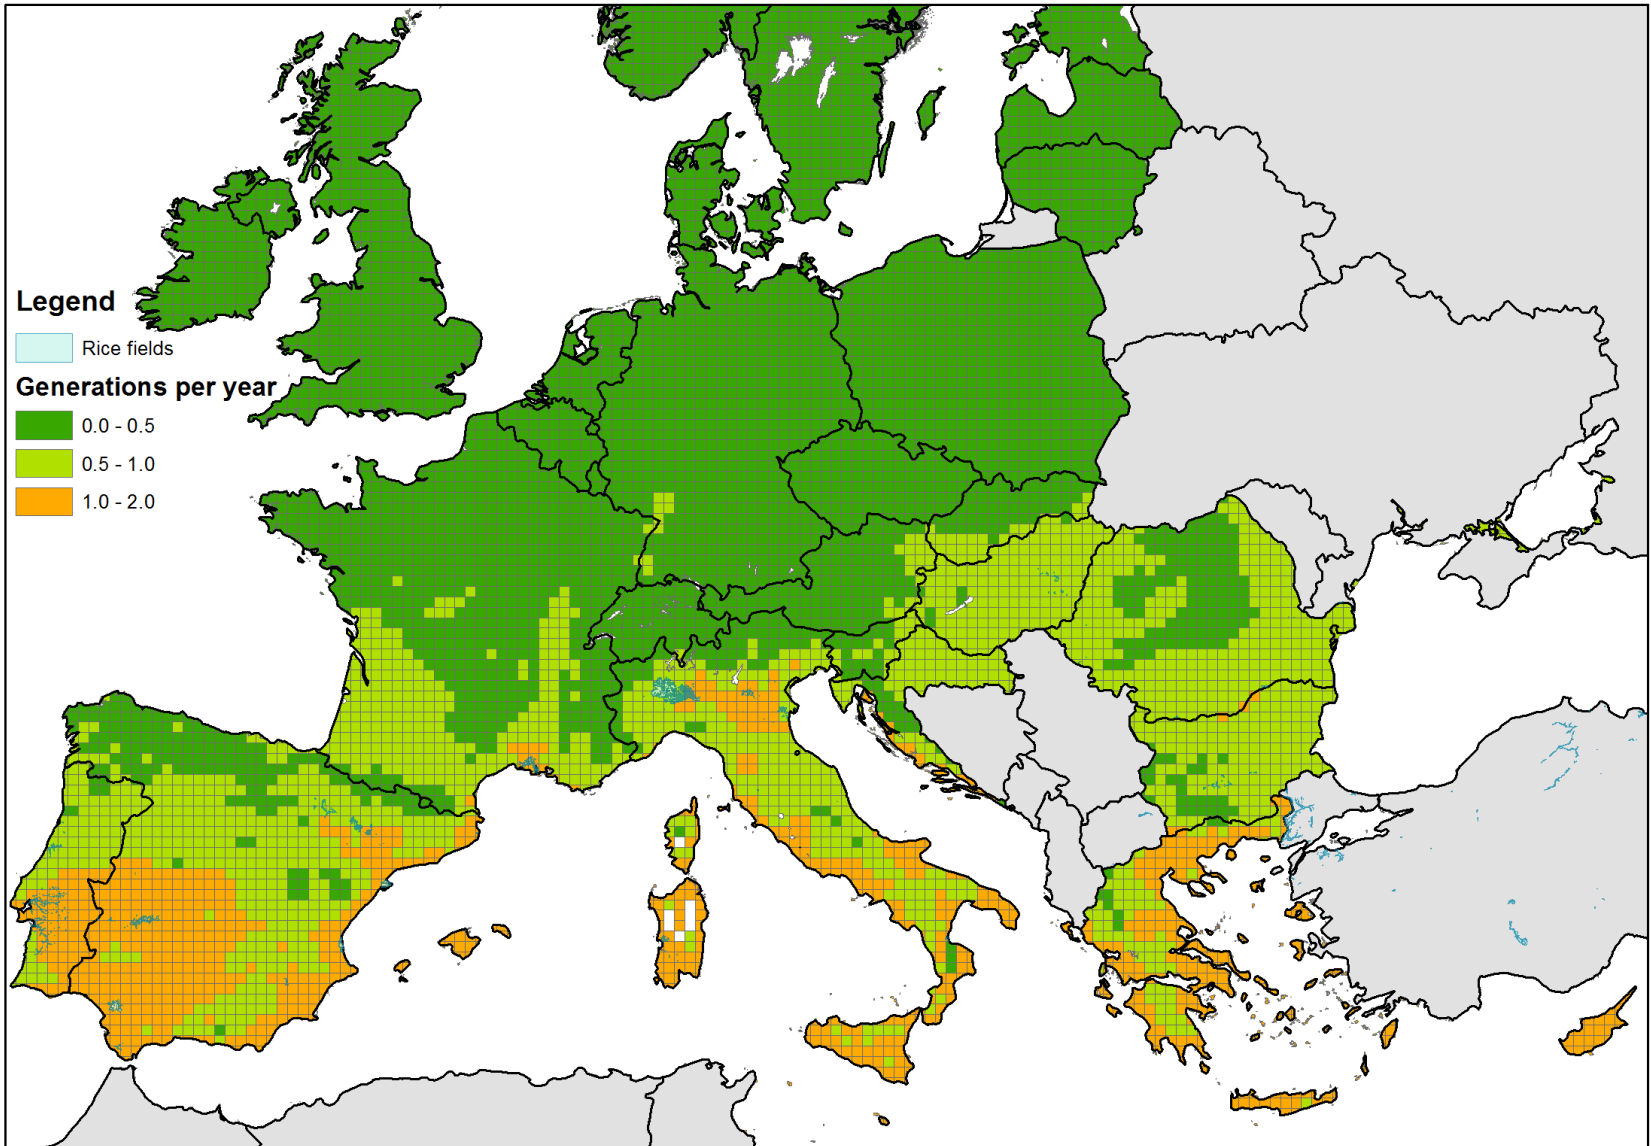 Legend
Rice fields
Generations per year
0.0 - 0.5
0.5 - 1.0
1.0 - 2.0